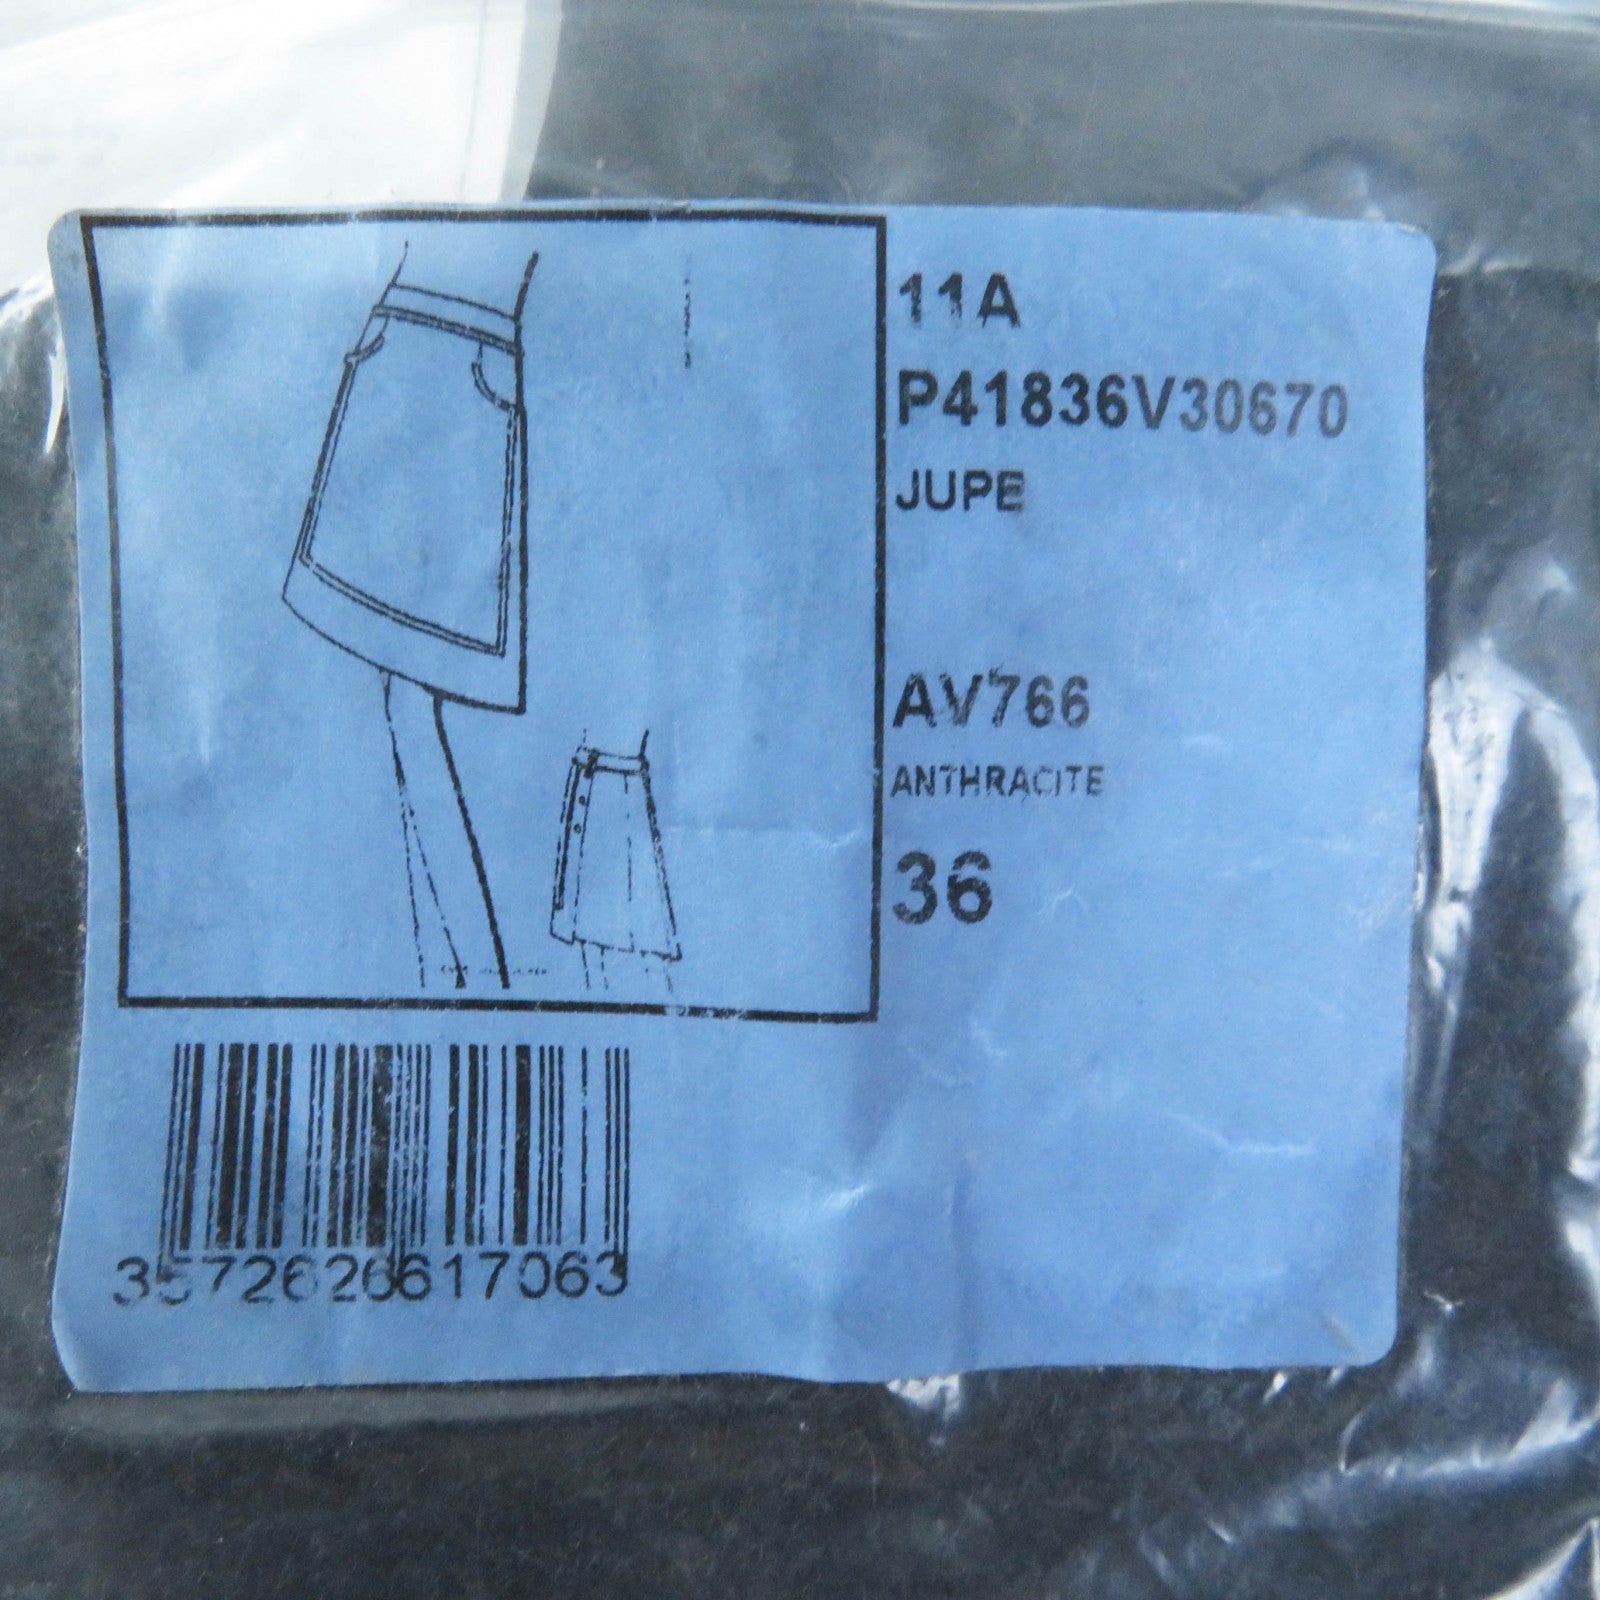 11A
P41836V30670
JUPE
AV766
ANTHRACITE
36
3572626617063